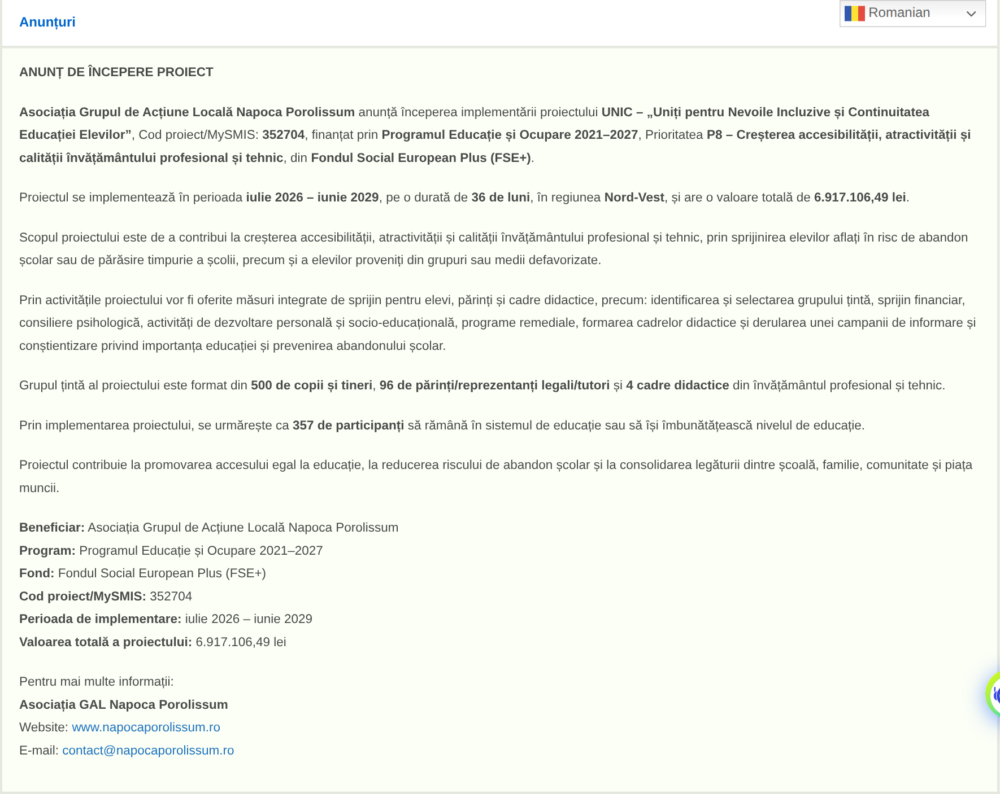 Anunțuri
Romanian
ANUNȚ DE ÎNCEPERE PROIECT
Asociația Grupul de Acțiune Locală Napoca Porolissum anunță începerea implementării proiectului UNIC – „Uniți pentru Nevoile Incluzive și Continuitatea
Educației Elevilor”, Cod proiect/MySMIS: 352704, finanțat prin Programul Educație și Ocupare 2021–2027, Prioritatea P8 – Creșterea accesibilității, atractivității și
calității învățământului profesional și tehnic, din Fondul Social European Plus (FSE+).
Proiectul se implementează în perioada iulie 2026 – iunie 2029, pe o durată de 36 de luni, în regiunea Nord-Vest, și are o valoare totală de 6.917.106,49 lei.
Scopul proiectului este de a contribui la creșterea accesibilității, atractivității și calității învățământului profesional și tehnic, prin sprijinirea elevilor aflați în risc de abandon
școlar sau de părăsire timpurie a școlii, precum și a elevilor proveniți din grupuri sau medii defavorizate.
Prin activitățile proiectului vor fi oferite măsuri integrate de sprijin pentru elevi, părinți și cadre didactice, precum: identificarea și selectarea grupului țintă, sprijin financiar,
consiliere psihologică, activități de dezvoltare personală și socio-educațională, programe remediale, formarea cadrelor didactice și derularea unei campanii de informare și
conștientizare privind importanța educației și prevenirea abandonului școlar.
Grupul țintă al proiectului este format din 500 de copii și tineri, 96 de părinți/reprezentanți legali/tutori și 4 cadre didactice din învățământul profesional și tehnic.
Prin implementarea proiectului, se urmărește ca 357 de participanți să rămână în sistemul de educație sau să își îmbunătățească nivelul de educație.
Proiectul contribuie la promovarea accesului egal la educație, la reducerea riscului de abandon școlar și la consolidarea legăturii dintre școală, familie, comunitate și piața
muncii.
Beneficiar: Asociația Grupul de Acțiune Locală Napoca Porolissum
Program: Programul Educație și Ocupare 2021–2027
Fond: Fondul Social European Plus (FSE+)
Cod proiect/MySMIS: 352704
Perioada de implementare: iulie 2026 – iunie 2029
Valoarea totală a proiectului: 6.917.106,49 lei
Pentru mai multe informații:
Asociația GAL Napoca Porolissum
Website: www.napocaporolissum.ro
E-mail: contact@napocaporolissum.ro